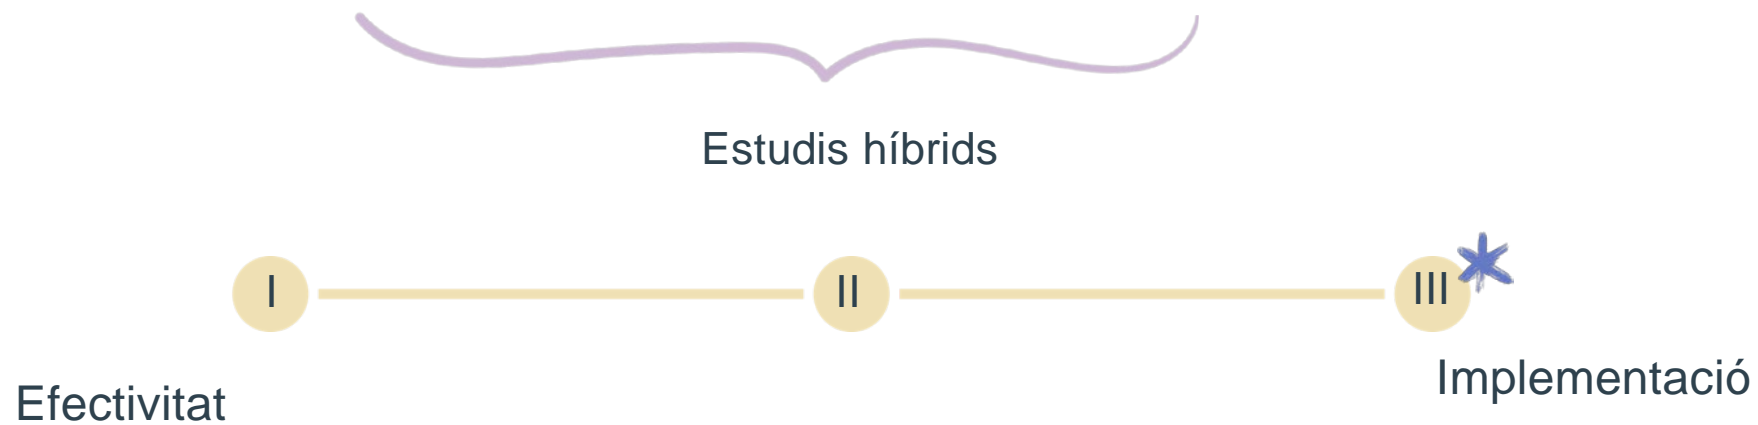 Estudis híbrids
I
II
III
Implementació
Efectivitat